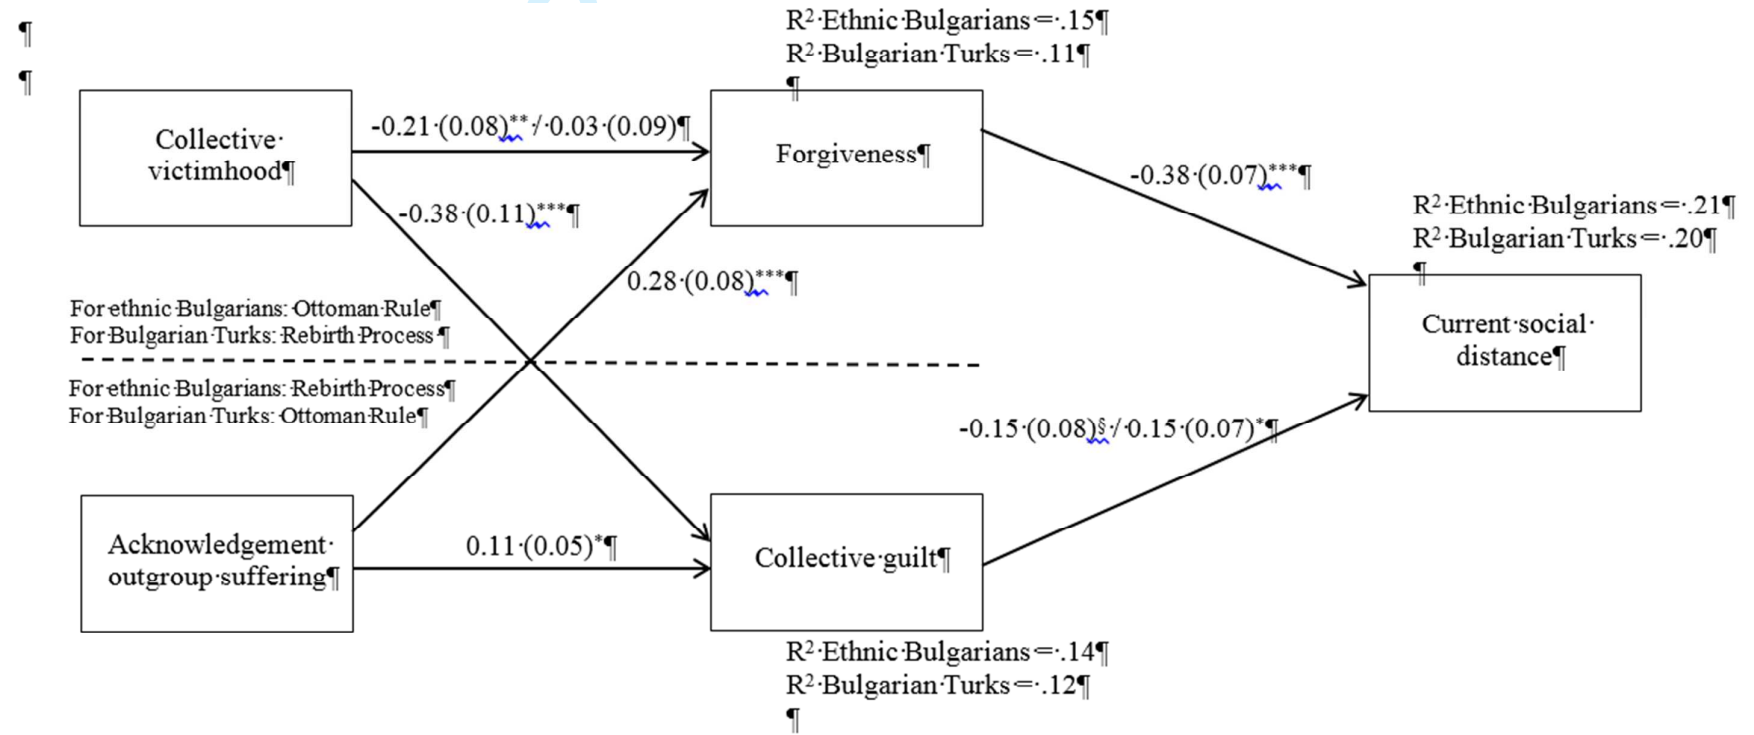 ¶
¶
R²·Ethnic·Bulgarians·=·.15¶
R²·Bulgarian·Turks·=·.11¶
¶
Collective·
victimhood¶
-0.21·(0.08)**·/·0.03·(0.09)¶
Forgiveness¶
-0.38·(0.07)***¶
-0.38·(0.11)***¶
R²·Ethnic·Bulgarians·=·.21¶
R²·Bulgarian·Turks·=·.20¶
¶
0.28·(0.08)***¶
For·ethnic·Bulgarians:·Ottoman·Rule¶
For·Bulgarian·Turks:·Rebirth·Process·¶
Current·social·
distance¶
For·ethnic·Bulgarians:·Rebirth·Process¶
For·Bulgarian·Turks:·Ottoman·Rule¶
-0.15·(0.08)§·/·0.15·(0.07)*¶
Acknowledgement·
outgroup·suffering¶
0.11·(0.05)*¶
Collective·guilt¶
R²·Ethnic·Bulgarians·=·.14¶
R²·Bulgarian·Turks·=·.12¶
¶